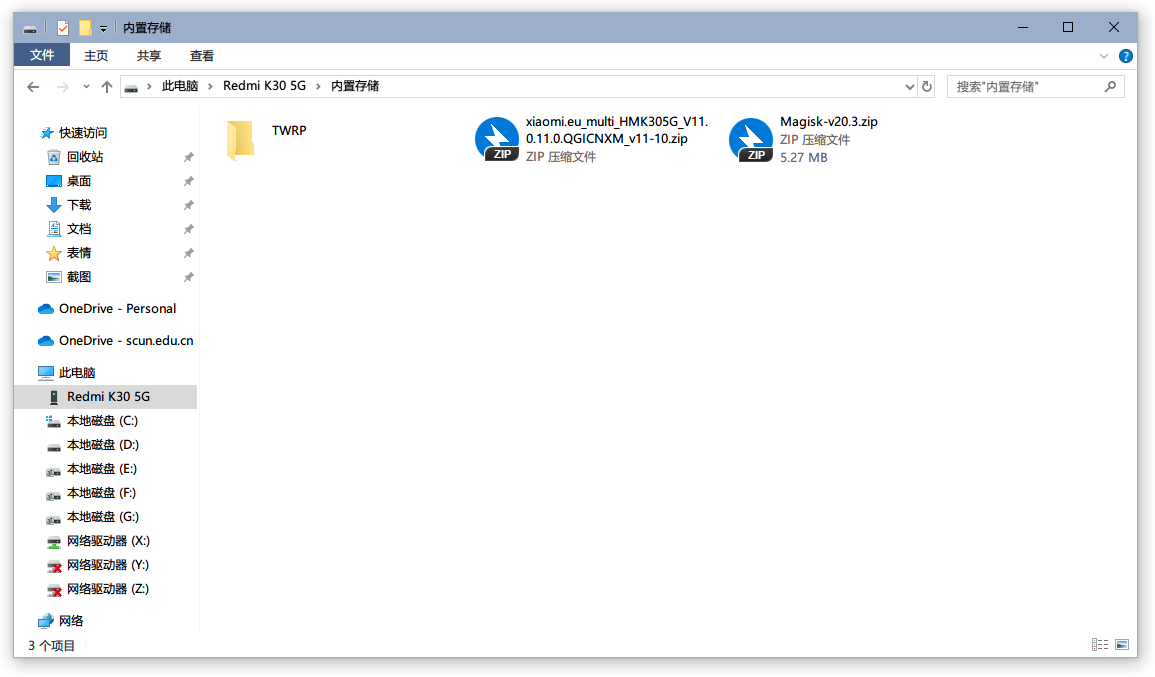 内置存储
文件 主页 共享 查看
此电脑 Redmi K30 5G 内置存储
搜索"内置存储"
快速访问
回收站
桌面
下载
文档
表情
截图
OneDrive - Personal
OneDrive - scun.edu.cn
此电脑
Redmi K30 5G
本地磁盘 (C:)
本地磁盘 (D:)
本地磁盘 (E:)
本地磁盘 (F:)
本地磁盘 (G:)
网络驱动器 (X:)
网络驱动器 (Y:)
网络驱动器 (Z:)
网络
TWRP
ZIP
xiaomi.eu_multi_HMK305G_V11.
0.11.0.QGICNXM_v11-10.zip
ZIP 压缩文件
ZIP
Magisk-v20.3.zip
ZIP 压缩文件
5.27 MB
3 个项目